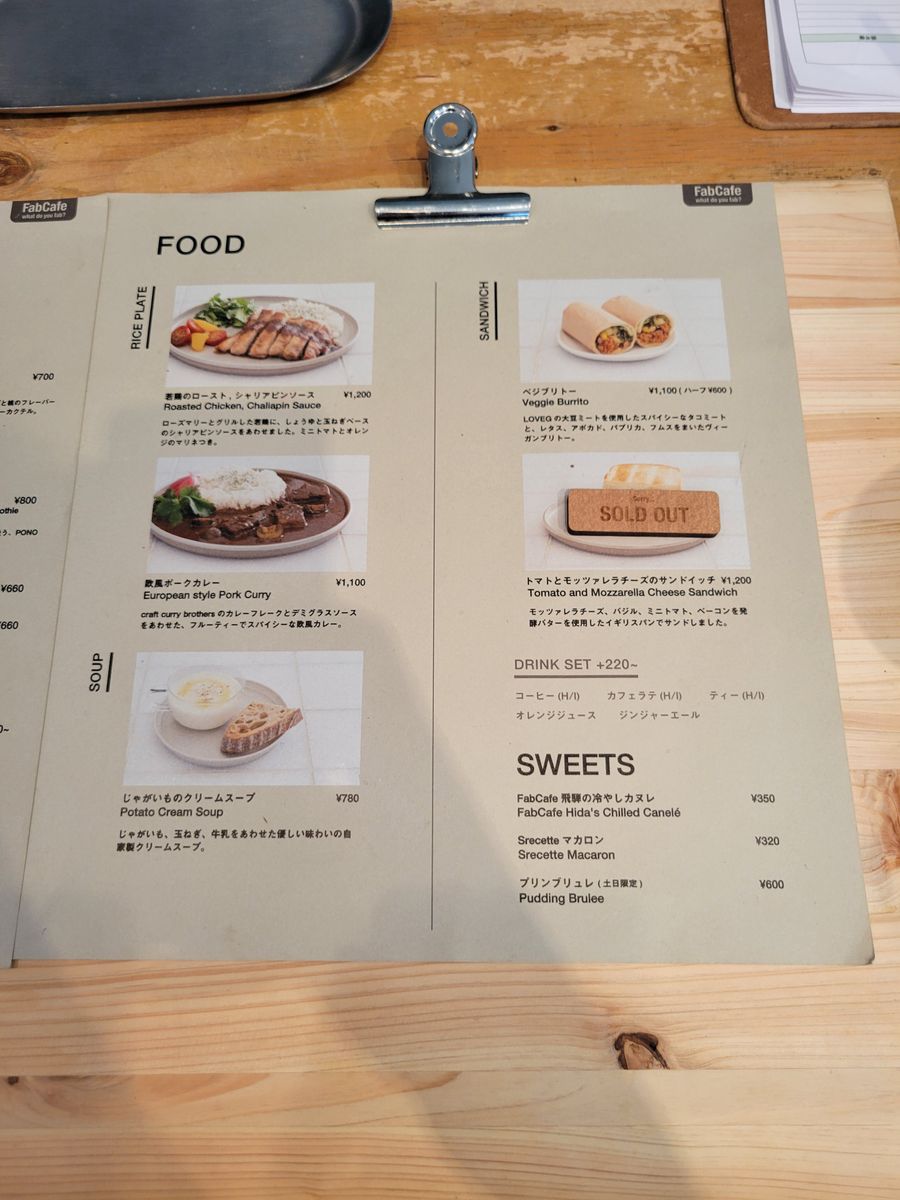 FabCafe
what do you fab?
¥700
と柚のフレーバー
ーカクテル。
¥800
othie
う、PONO
¥660
¥660
0~
FabCafe
what do you fab?
FOOD
RICE PLATE
若鶏のロースト, シャリアピンソース ¥1,200
Roasted Chicken, Chaliapin Sauce
ローズマリーとグリルした若鶏に、しょうゆと玉ねぎベース
のシャリアピンソースをあわせました。ミニトマトとオレン
ジのマリネつき。
欧風ポークカレー ¥1,100
European style Pork Curry
craft curry brothers のカレーフレークとデミグラスソース
をあわせた、フルーティーでスパイシーな欧風カレー。
SOUP
じゃがいものクリームスープ ¥780
Potato Cream Soup
じゃがいも、玉ねぎ、牛乳をあわせた優しい味わいの自
家製クリームスープ。
SANDWICH
ベジブリトー ¥1,100 ( ハーフ ¥600 )
Veggie Burrito
LOVEG の大豆ミートを使用したスパイシーなタコミート
と、レタス、アボカド、パプリカ、フムスをまいたヴィー
ガンブリトー。
Sorry...
SOLD OUT
トマトとモッツァレラチーズのサンドイッチ ¥1,200
Tomato and Mozzarella Cheese Sandwich
モッツァレラチーズ、バジル、ミニトマト、ベーコンを発
酵バターを使用したイギリスパンでサンドしました。
DRINK SET +220~
コーヒー (H/I) カフェラテ (H/I) ティー (H/I)
オレンジジュース ジンジャーエール
SWEETS
FabCafe 飛騨の冷やしカヌレ ¥350
FabCafe Hida's Chilled Canelé
Srecette マカロン ¥320
Srecette Macaron
プリンブリュレ ( 土日限定 ) ¥600
Pudding Brulee